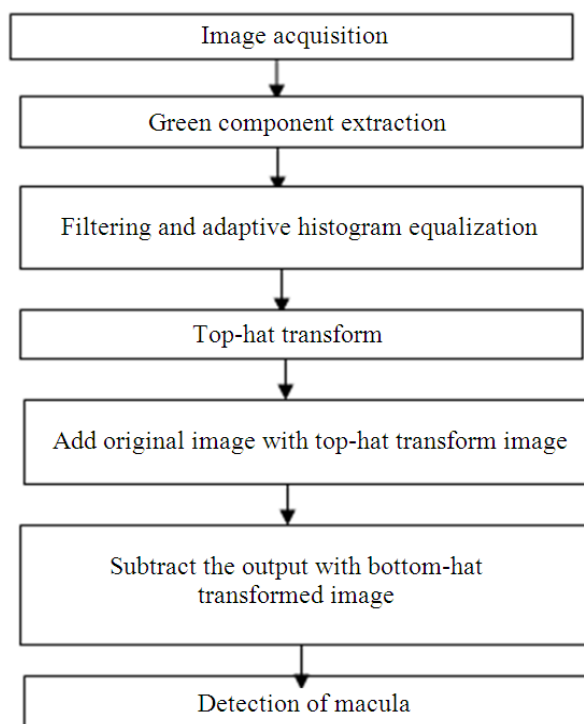 Image acquisition
Green component extraction
Filtering and adaptive histogram equalization
Top-hat transform
Add original image with top-hat transform image
Subtract the output with bottom-hat
transformed image
Detection of macula